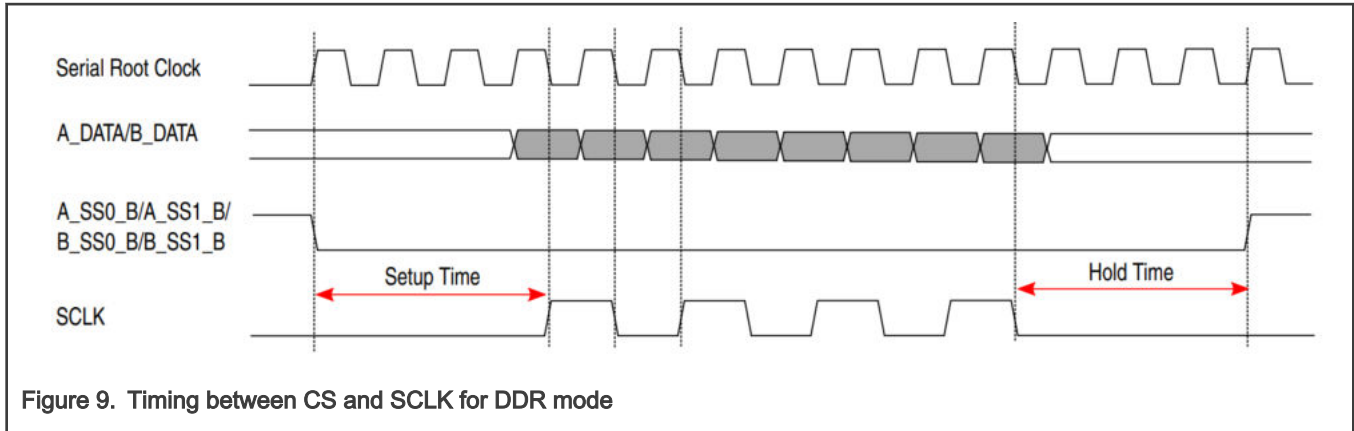 Serial Root Clock
A_DATA/B_DATA
A_SS0_B/A_SS1_B/
B_SS0_B/B_SS1_B
Setup Time
Hold Time
SCLK
Figure 9. Timing between CS and SCLK for DDR mode